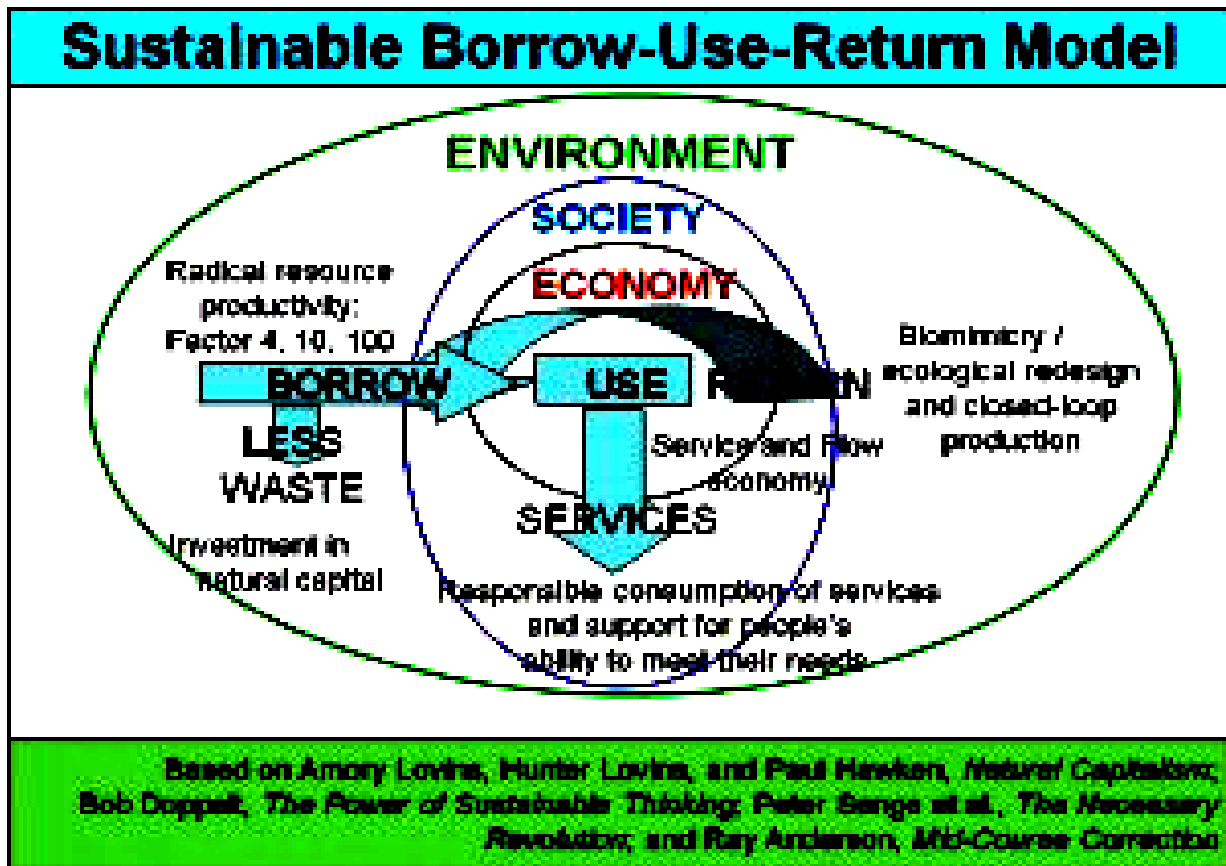 Sustainable Borrow-Use-Return Model
ENVIRONMENT
SOCIETY
ECONOMY
Radical resource
productivity:
Factor 4, 10, 100
BORROW
USE
RETURN
Biomimicry /
ecological redesign
and closed-loop
production
LESS
WASTE
Service and Flow
economy
SERVICES
Investment in
natural capital
Responsible consumption of services
and support for people's
ability to meet their needs
Based on Amory Lovins, Hunter Lovins, and Paul Hawken, Natural Capitalism;
Bob Doppelt, The Power of Sustainable Thinking; Peter Senge et al., The Necessary
Revolution; and Ray Anderson, Mid-Course Correctio